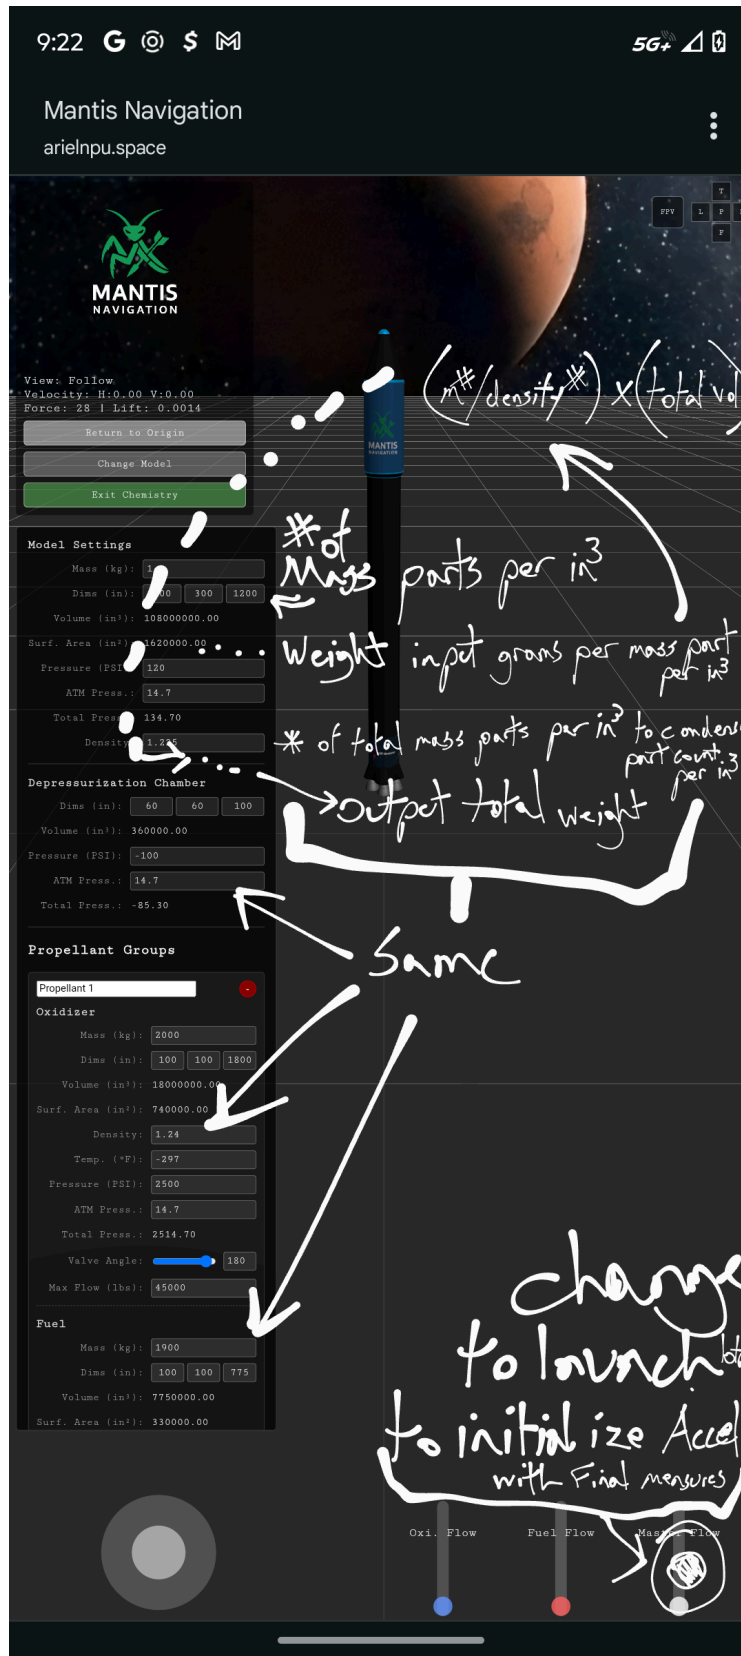 9:22 G $ M 5G+
Mantis Navigation
arielnpu.space
MANTIS
NAVIGATION
T
FPV L P
F
View: Follow
Velocity: H:0.00 V:0.00
Force: 28 | Lift: 0.0014
Return to Origin
Change Model
Exit Chemistry
(m#/density#) x (total vol
MANTIS
NAVIGATION
Model Settings
Mass (kg):
Dims (in): 300 1200
Volume (in³): 108000000.00
Surf. Area (in²): 1620000.00
Pressure (PSI 120
ATM Press.: 14.7
Total Press 134.70
Density 1.225
# of
Mass parts per in³
Weight input grams per mass part
per in³
* of total mass parts per in³ to condense
part count
per in³
Output total weight
Depressurization Chamber
Dims (in): 60 60 100
Volume (in³): 360000.00
Pressure (PSI): -100
ATM Press.: 14.7
Total Press.: -85.30
Same
Propellant Groups
Propellant 1 -
Oxidizer
Mass (kg): 2000
Dims (in): 100 100 1800
Volume (in³): 18000000.00
Surf. Area (in²): 740000.00
Density: 1.24
Temp. (°F): -297
Pressure (PSI): 2500
ATM Press.: 14.7
Total Press.: 2514.70
Valve Angle: 180
Max Flow (lbs): 45000
Fuel
Mass (kg): 1900
Dims (in): 100 100 775
Volume (in³): 7750000.00
Surf. Area (in²): 330000.00
change
to launch
to initialize Accel
with Final measures
Oxi. Flow Fuel Flow Master Flow